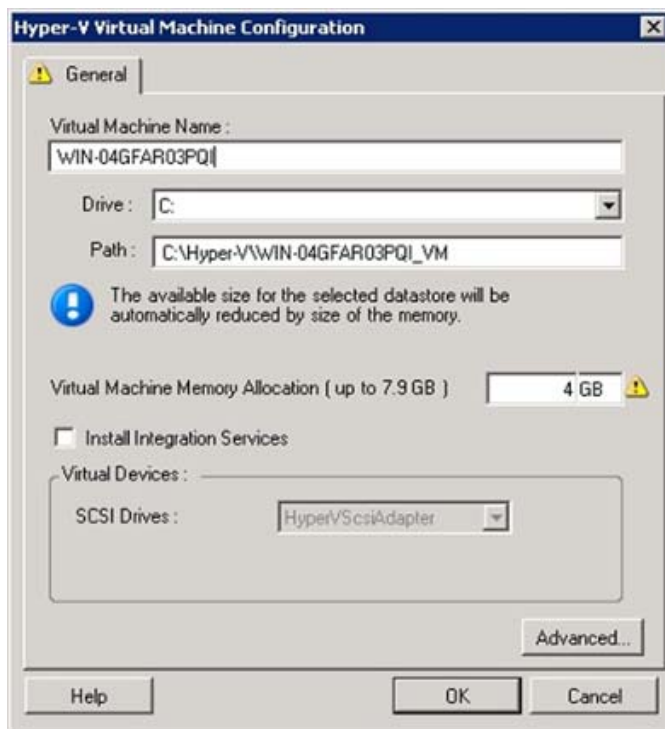 Hyper-V Virtual Machine Configuration
General
Virtual Machine Name :
WIN-04GFAR03PQI
Drive : C:
Path : C:\Hyper-V\WIN-04GFAR03PQI_VM
The available size for the selected datastore will be
automatically reduced by size of the memory.
Virtual Machine Memory Allocation ( up to 7.9 GB ) 4 GB
Install Integration Services
Virtual Devices :
SCSI Drives : HyperVScsiAdapter
Advanced...
Help OK Cancel